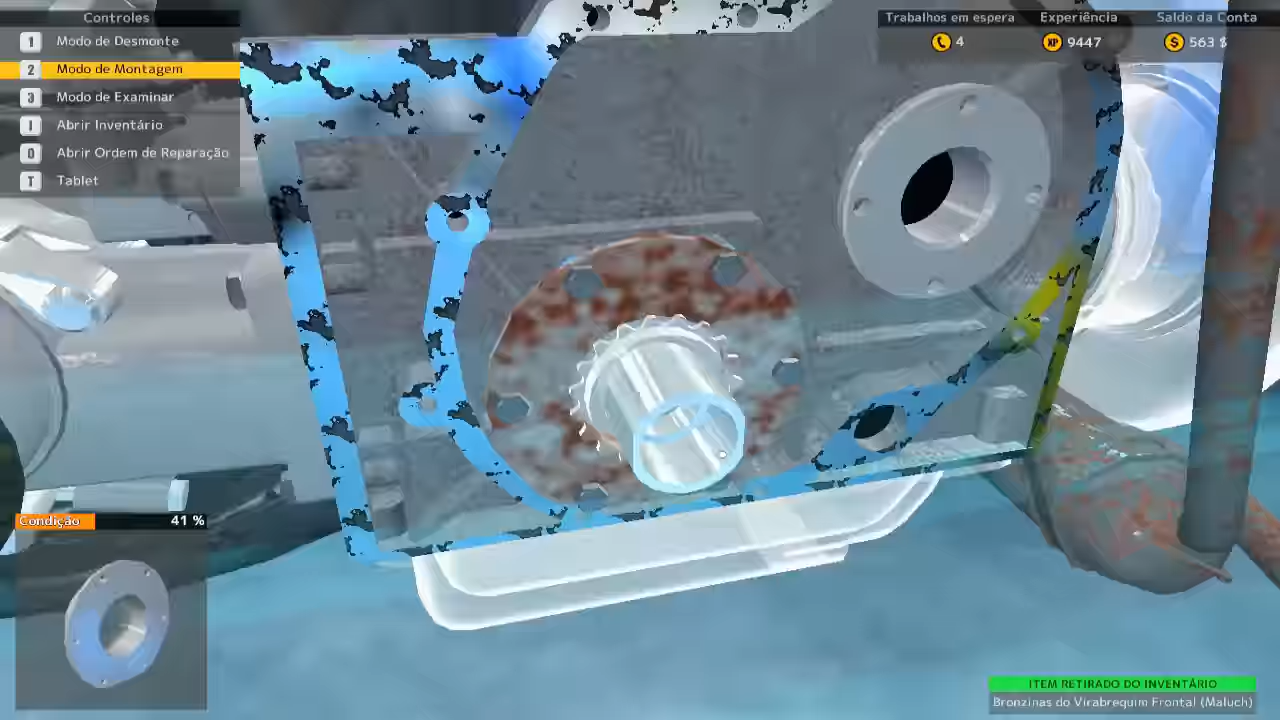 Controles
1 Modo de Desmonte
2 Modo de Montagem
3 Modo de Examinar
I Abrir Inventário
O Abrir Ordem de Reparação
T Tablet
Trabalhos em espera Experiência Saldo da Conta
4 XP 9447 $ 563 $
Condição 41 %
ITEM RETIRADO DO INVENTÁRIO
Bronzinas do Virabrequim Frontal (Maluch)